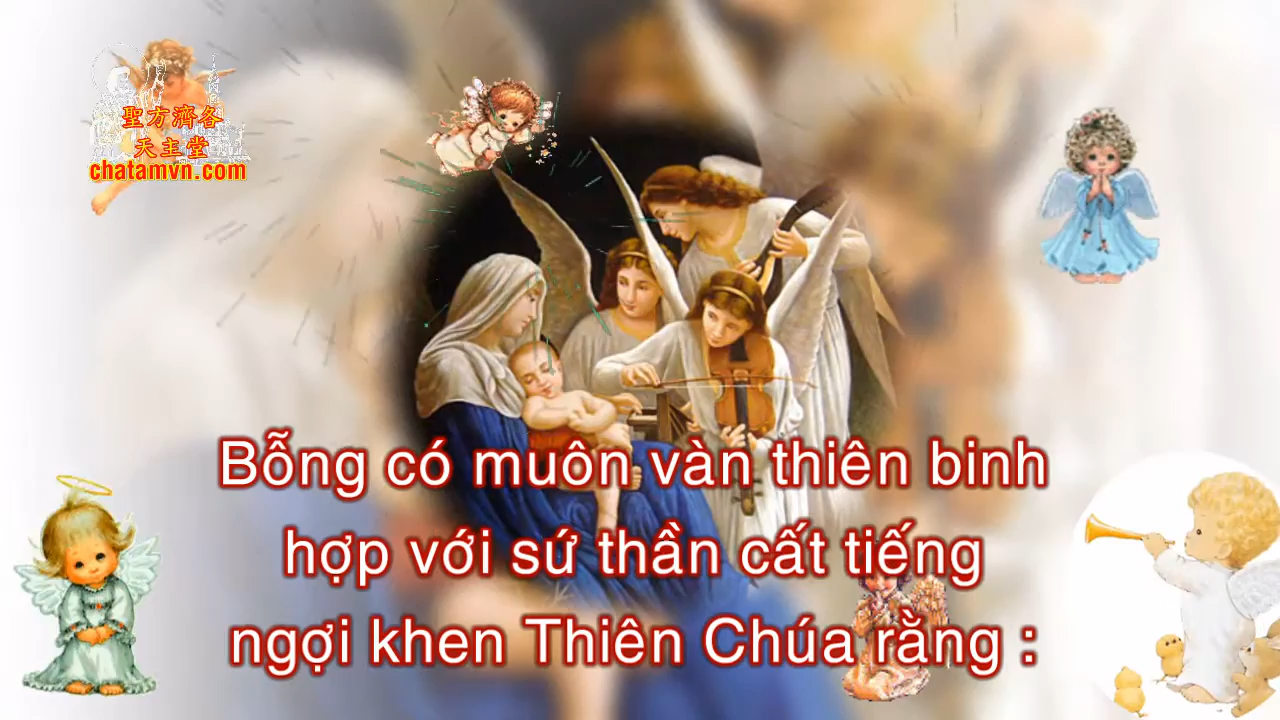 聖方濟各
天主堂
chatamvn.com
Bỗng có muôn vàn thiên binh
hợp với sứ thần cất tiếng
ngợi khen Thiên Chúa rằng :